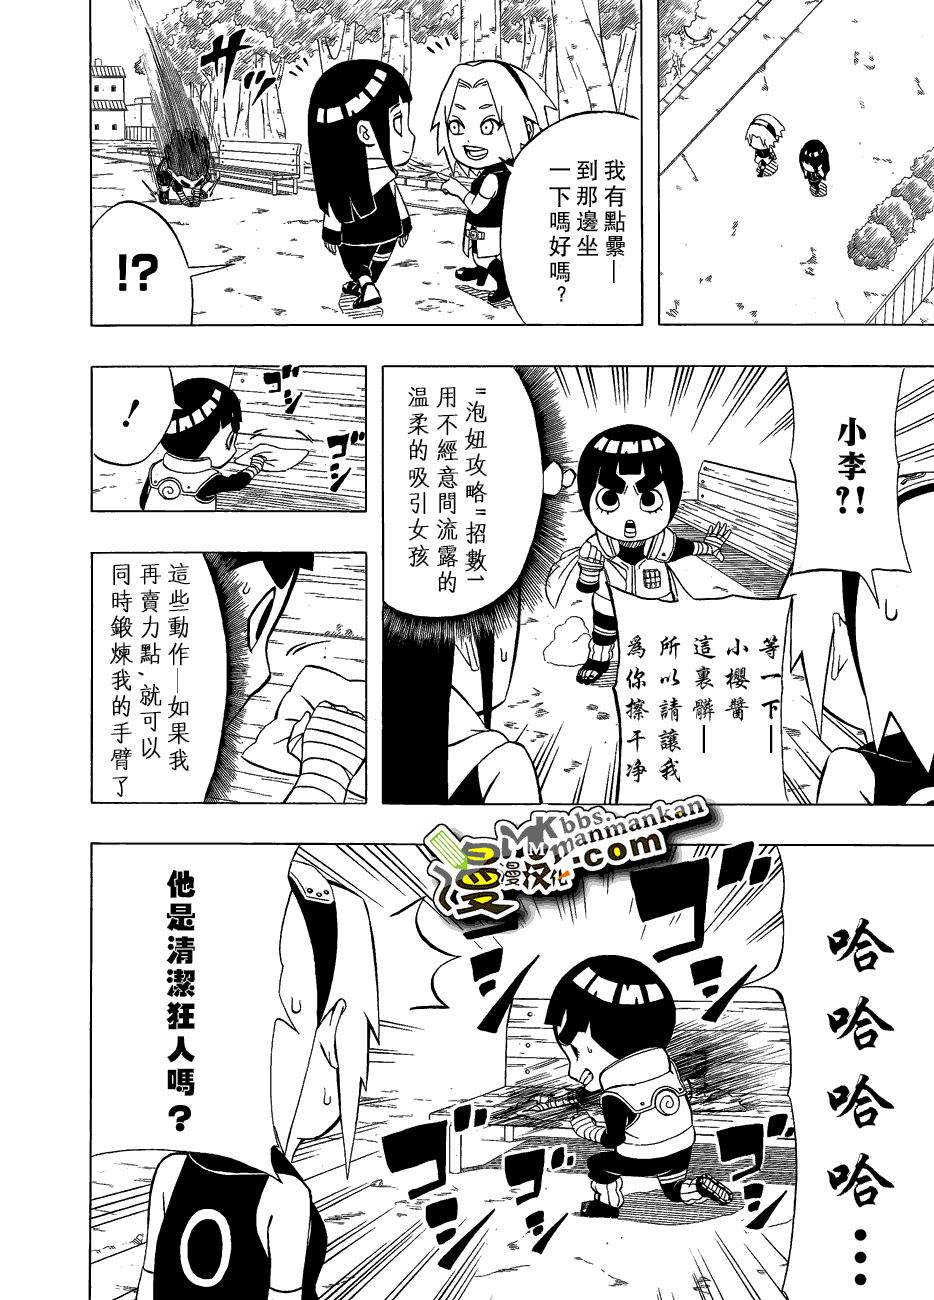 我有點纍—
到那邊坐
一下嗎好嗎?
ザッ
!?
小李?!
等一下—
小櫻醬
這裏髒—
所以請讓我
爲你擦干净
"泡妞攻略"招數1
用不經意間流露的
温柔的吸引女孩
ゴシ
ゴシ
!
這些動作—如果我
再賣力點、就可以
同時鍛煉我的手臂了
bbs.
manmankan
.com
漫漫汉化
哈哈哈哈…
ゴシ
ゴシ
ゴシ
ゴシ
ゴシ
他是清潔狂人嗎?